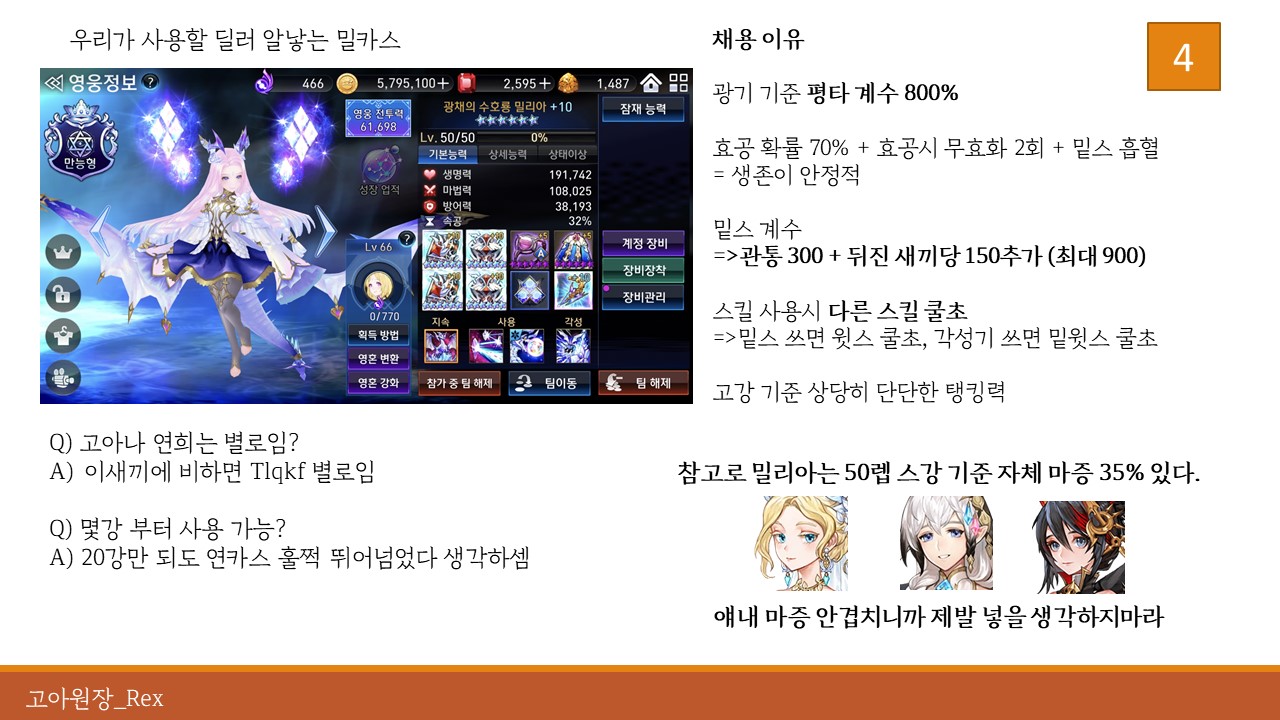 우리가 사용할 딜러 알낳는 밀카스
영웅정보 ?
466
5,795,100+
2,595+
1,487
만능형
영웅 전투력
61,698
성장 업적
광채의 수호룡 밀리아 +10
Lv. 50/50
0%
기본능력
상세능력
상태이상
생명력 191,742
마법력 108,025
방어력 38,193
속공 32%
잠재 능력
Lv 66
?
0/770
획득 방법
영혼 변환
영혼 강화
지속
사용
각성
계정 장비
장비장착
장비관리
참가 중 팀 해제
팀이동
팀 해제
Q) 고아나 연희는 별로임?
A) 이새끼에 비하면 Tlqkf 별로임
Q) 몇강 부터 사용 가능?
A) 20강만 되도 연카스 훌쩍 뛰어넘었다 생각하셈
채용 이유
4
광기 기준 평타 계수 800%
효공 확률 70% + 효공시 무효화 2회 + 밑스 흡혈
= 생존이 안정적
밑스 계수
=>관통 300 + 뒤진 새끼당 150추가 (최대 900)
스킬 사용시 다른 스킬 쿨초
=>밑스 쓰면 윗스 쿨초, 각성기 쓰면 밑윗스 쿨초
고강 기준 상당히 단단한 탱킹력
참고로 밀리아는 50렙 스강 기준 자체 마증 35% 있다.
얘내 마증 안겹치니까 제발 넣을 생각하지마라
고아원장_Rex